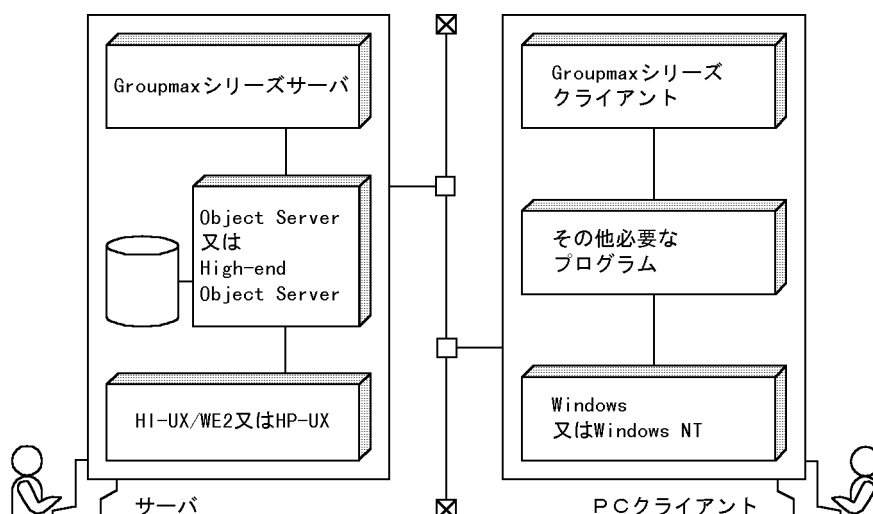 Groupmaxシリーズサーバ
Object Server
又は
High-end
Object Server
HI-UX/WE2又はHP-UX
サーバ
Groupmaxシリーズ
クライアント
その他必要な
プログラム
Windows
又はWindows NT
PCクライアント